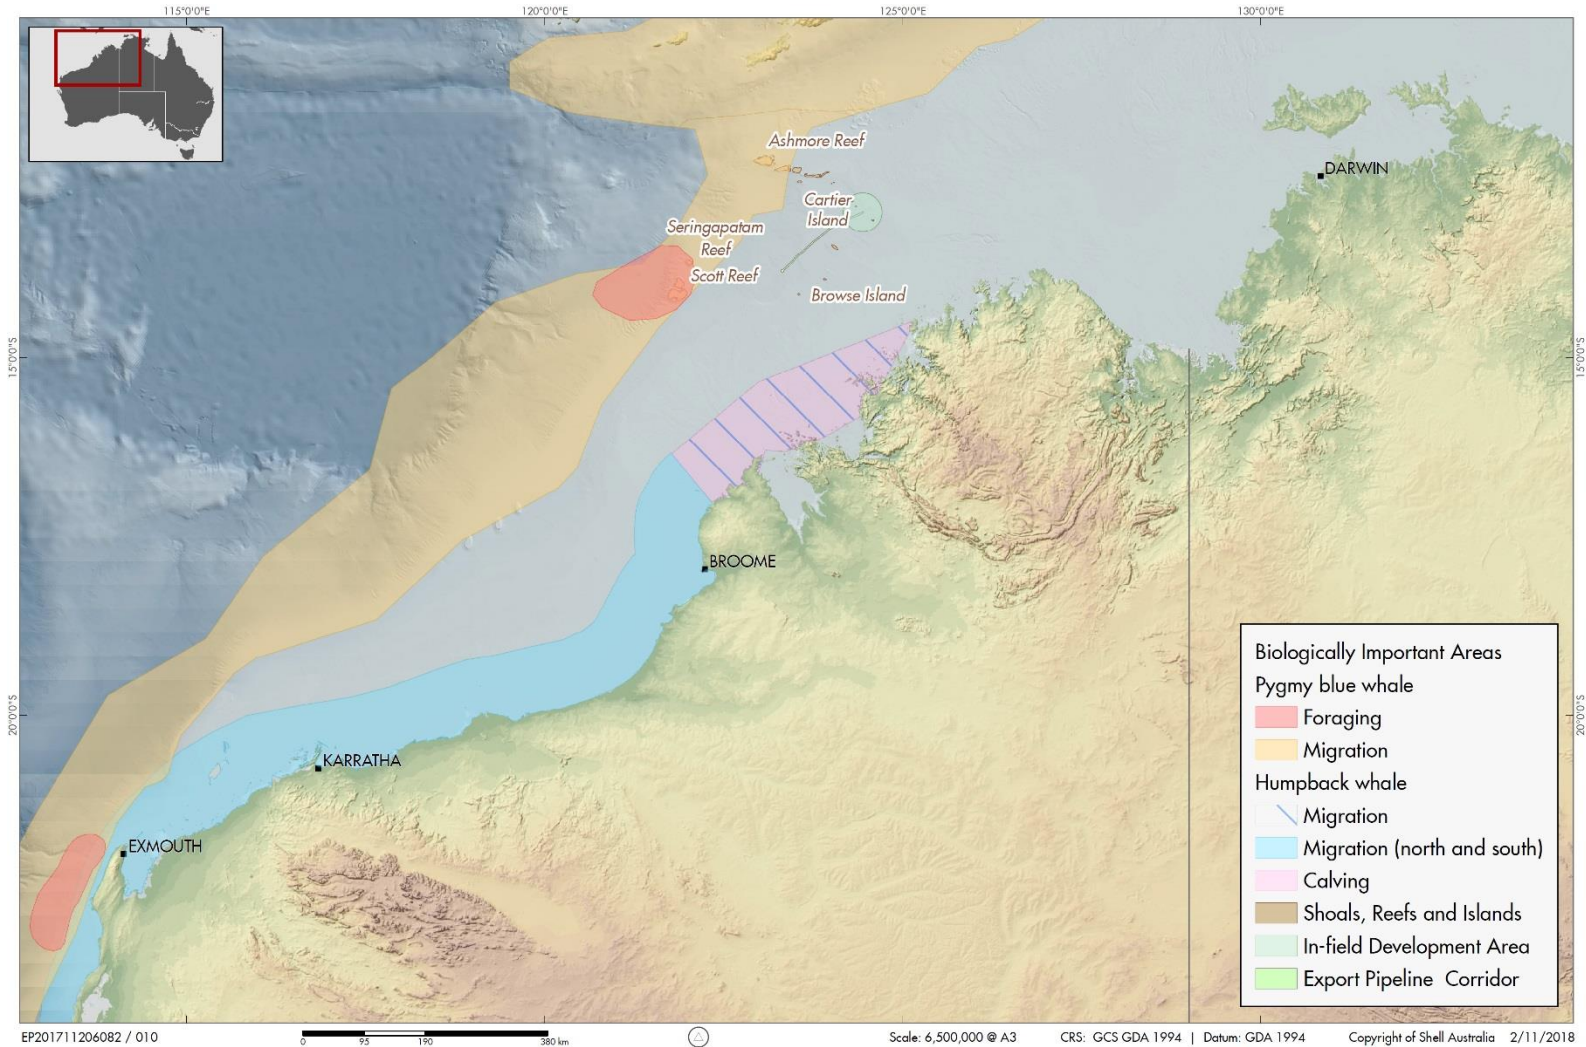 115°0'0"E
120°0'0"E
125°0'0"E
130°0'0"E
Ashmore Reef
DARWIN
Cartier
Island
Seringapatam
Reef
Scott Reef
Browse Island
15°0'0"S
15°0'0"S
BROOME
20°0'0"S
20°0'0"S
KARRATHA
EXMOUTH
Biologically Important Areas
Pygmy blue whale
Foraging
Migration
Humpback whale
Migration
Migration (north and south)
Calving
Shoals, Reefs and Islands
In-field Development Area
Export Pipeline Corridor
EP201711206082 / 010
0 95 190 380 km
Scale: 6,500,000 @ A3
CRS: GCS GDA 1994 | Datum: GDA 1994
Copyright of Shell Australia 2/11/2018